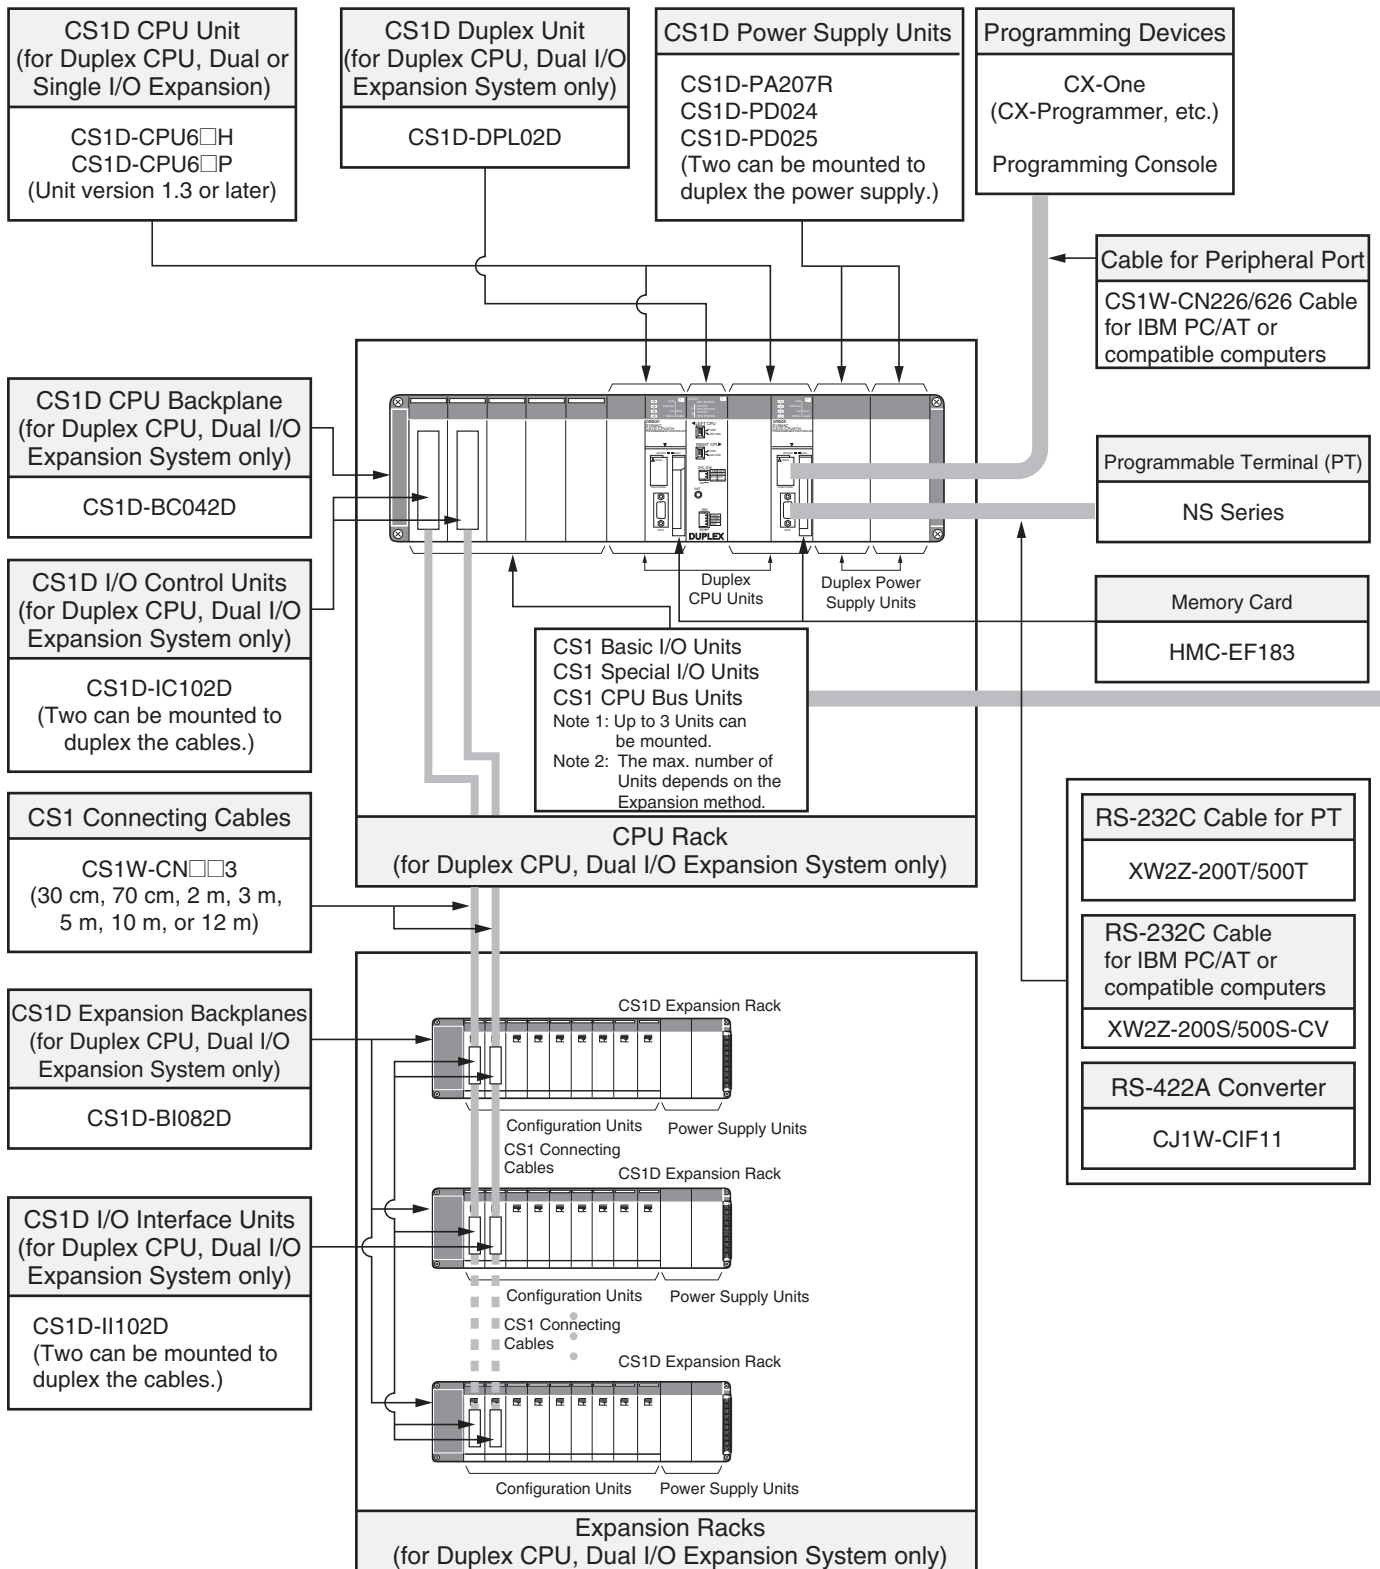 CS1D CPU Unit
(for Duplex CPU, Dual or
Single I/O Expansion)
CS1D-CPU6□H
CS1D-CPU6□P
(Unit version 1.3 or later)
CS1D Duplex Unit
(for Duplex CPU, Dual I/O
Expansion System only)
CS1D-DPL02D
CS1D Power Supply Units
CS1D-PA207R
CS1D-PD024
CS1D-PD025
(Two can be mounted to
duplex the power supply.)
Programming Devices
CX-One
(CX-Programmer, etc.)
Programming Console
Cable for Peripheral Port
CS1W-CN226/626 Cable
for IBM PC/AT or
compatible computers
CS1D CPU Backplane
(for Duplex CPU, Dual I/O
Expansion System only)
CS1D-BC042D
LEFT CPU
RIGHT CPU
DUPLEX
Programmable Terminal (PT)
NS Series
CS1D I/O Control Units
(for Duplex CPU, Dual I/O
Expansion System only)
CS1D-IC102D
(Two can be mounted to
duplex the cables.)
Duplex
CPU Units
Duplex Power
Supply Units
Memory Card
HMC-EF183
CS1 Basic I/O Units
CS1 Special I/O Units
CS1 CPU Bus Units
Note 1: Up to 3 Units can
be mounted.
Note 2: The max. number of
Units depends on the
Expansion method.
CPU Rack
(for Duplex CPU, Dual I/O Expansion System only)
CS1 Connecting Cables
CS1W-CN□□3
(30 cm, 70 cm, 2 m, 3 m,
5 m, 10 m, or 12 m)
RS-232C Cable for PT
XW2Z-200T/500T
RS-232C Cable
for IBM PC/AT or
compatible computers
XW2Z-200S/500S-CV
RS-422A Converter
CJ1W-CIF11
CS1D Expansion Backplanes
(for Duplex CPU, Dual I/O
Expansion System only)
CS1D-BI082D
CS1D Expansion Rack
Configuration Units
Power Supply Units
CS1 Connecting
Cables
CS1D Expansion Rack
CS1D I/O Interface Units
(for Duplex CPU, Dual I/O
Expansion System only)
CS1D-II102D
(Two can be mounted to
duplex the cables.)
Configuration Units
Power Supply Units
CS1 Connecting
Cables
CS1D Expansion Rack
Configuration Units
Power Supply Units
Expansion Racks
(for Duplex CPU, Dual I/O Expansion System only)